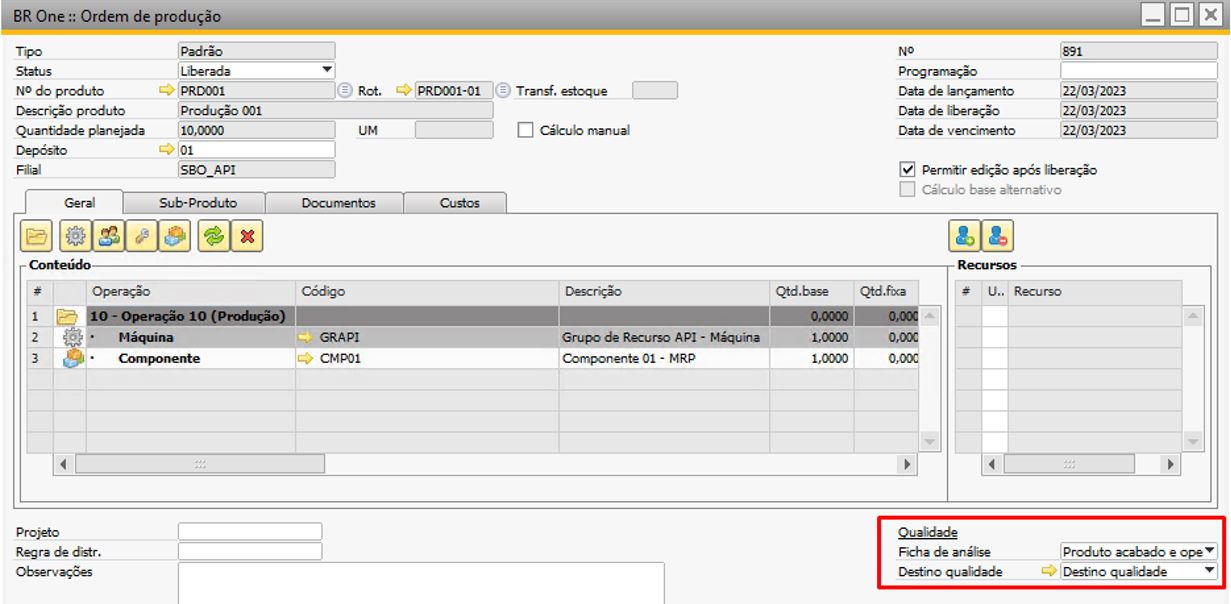 BR One :: Ordem de produção
Tipo Padrão Nº 891
Status Liberada Programação
Nº do produto PRD001 Rot. PRD001-01 Transf. estoque Data de lançamento 22/03/2023
Descrição produto Produção 001 Data de liberação 22/03/2023
Quantidade planejada 10,0000 UM Cálculo manual Data de vencimento 22/03/2023
Depósito 01
Filial SBO_API Permitir edição após liberação
Cálculo base alternativo
Geral Sub-Produto Documentos Custos
Conteúdo Recursos
# Operação Código Descrição Qtd.base Qtd.fixa # U.. Recurso
1 10 - Operação 10 (Produção) 0,0000 0,000
2 · Máquina GRAPI Grupo de Recurso API - Máquina 1,0000 0,000
3 · Componente CMP01 Componente 01 - MRP 1,0000 0,000
Projeto Qualidade
Regra de distr. Ficha de análise Produto acabado e ope
Observações Destino qualidade Destino qualidade